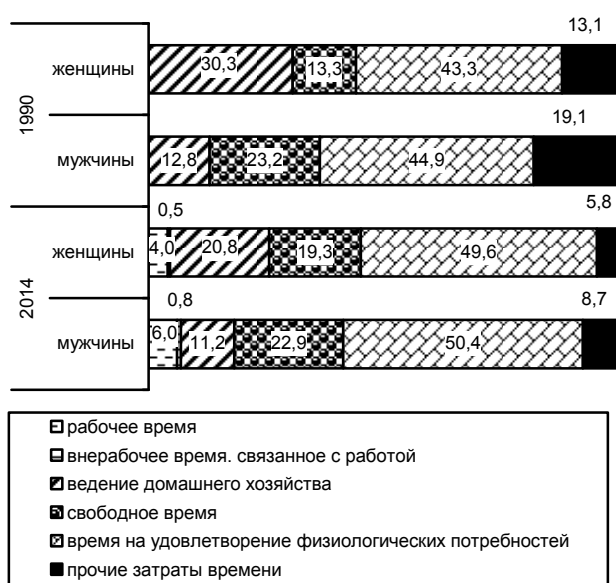 13,1
женщины 30,3 13,3 43,3
1990
19,1
мужчины 12,8 23,2 44,9
0,5 5,8
женщины 4,0 20,8 19,3 49,6
2014
0,8 8,7
мужчины 6,0 11,2 22,9 50,4
рабочее время
внерабочее время. связанное с работой
ведение домашнего хозяйства
свободное время
время на удовлетворение физиологических потребностей
прочие затраты времени